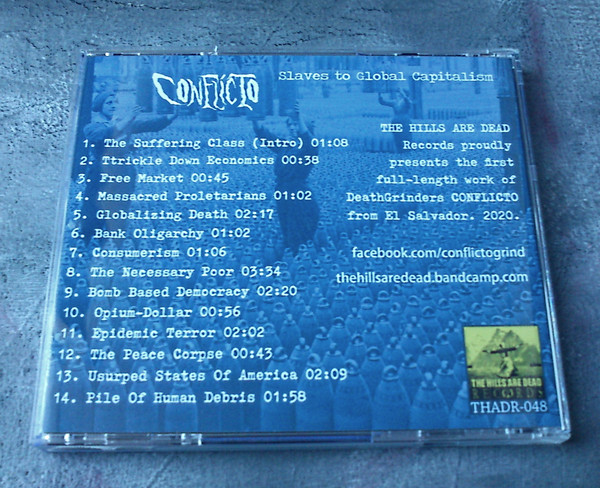 CONFLICTO
Slaves to Global Capitalism
1. The Suffering Class (Intro) 01:08
2. Ttrickle Down Economics 00:38
3. Free Market 00:45
4. Massacred Proletarians 01:02
5. Globalizing Death 02:17
6. Bank Oligarchy 01:02
7. Consumerism 01:06
8. The Necessary Poor 03:34
9. Bomb Based Democracy 02:20
10. Opium-Dollar 00:56
11. Epidemic Terror 02:02
12. The Peace Corpse 00:43
13. Usurped States Of America 02:09
14. Pile Of Human Debris 01:58
THE HILLS ARE DEAD
Records proudly
presents the first
full-length work of
DeathGrinders CONFLICTO
from El Salvador. 2020.
facebook.com/conflictogrind
thehillsaredead.bandcamp.com
THE HILLS ARE DEAD
RECORDS
THADR-048